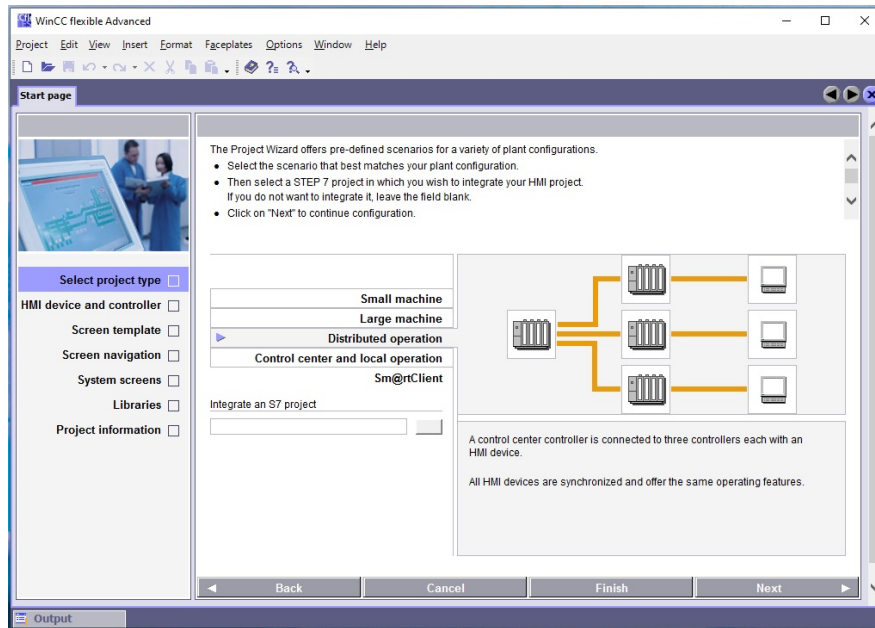 WinCC flexible Advanced
Project Edit View Insert Format Faceplates Options Window Help
Start page
The Project Wizard offers pre-defined scenarios for a variety of plant configurations.
• Select the scenario that best matches your plant configuration.
• Then select a STEP 7 project in which you wish to integrate your HMI project.
If you do not want to integrate it, leave the field blank.
• Click on "Next" to continue configuration.
Select project type
HMI device and controller
Screen template
Screen navigation
System screens
Libraries
Project information
Small machine
Large machine
Distributed operation
Control center and local operation
Sm@rtClient
Integrate an S7 project
A control center controller is connected to three controllers each with an
HMI device.
All HMI devices are synchronized and offer the same operating features.
Back Cancel Finish Next
Output